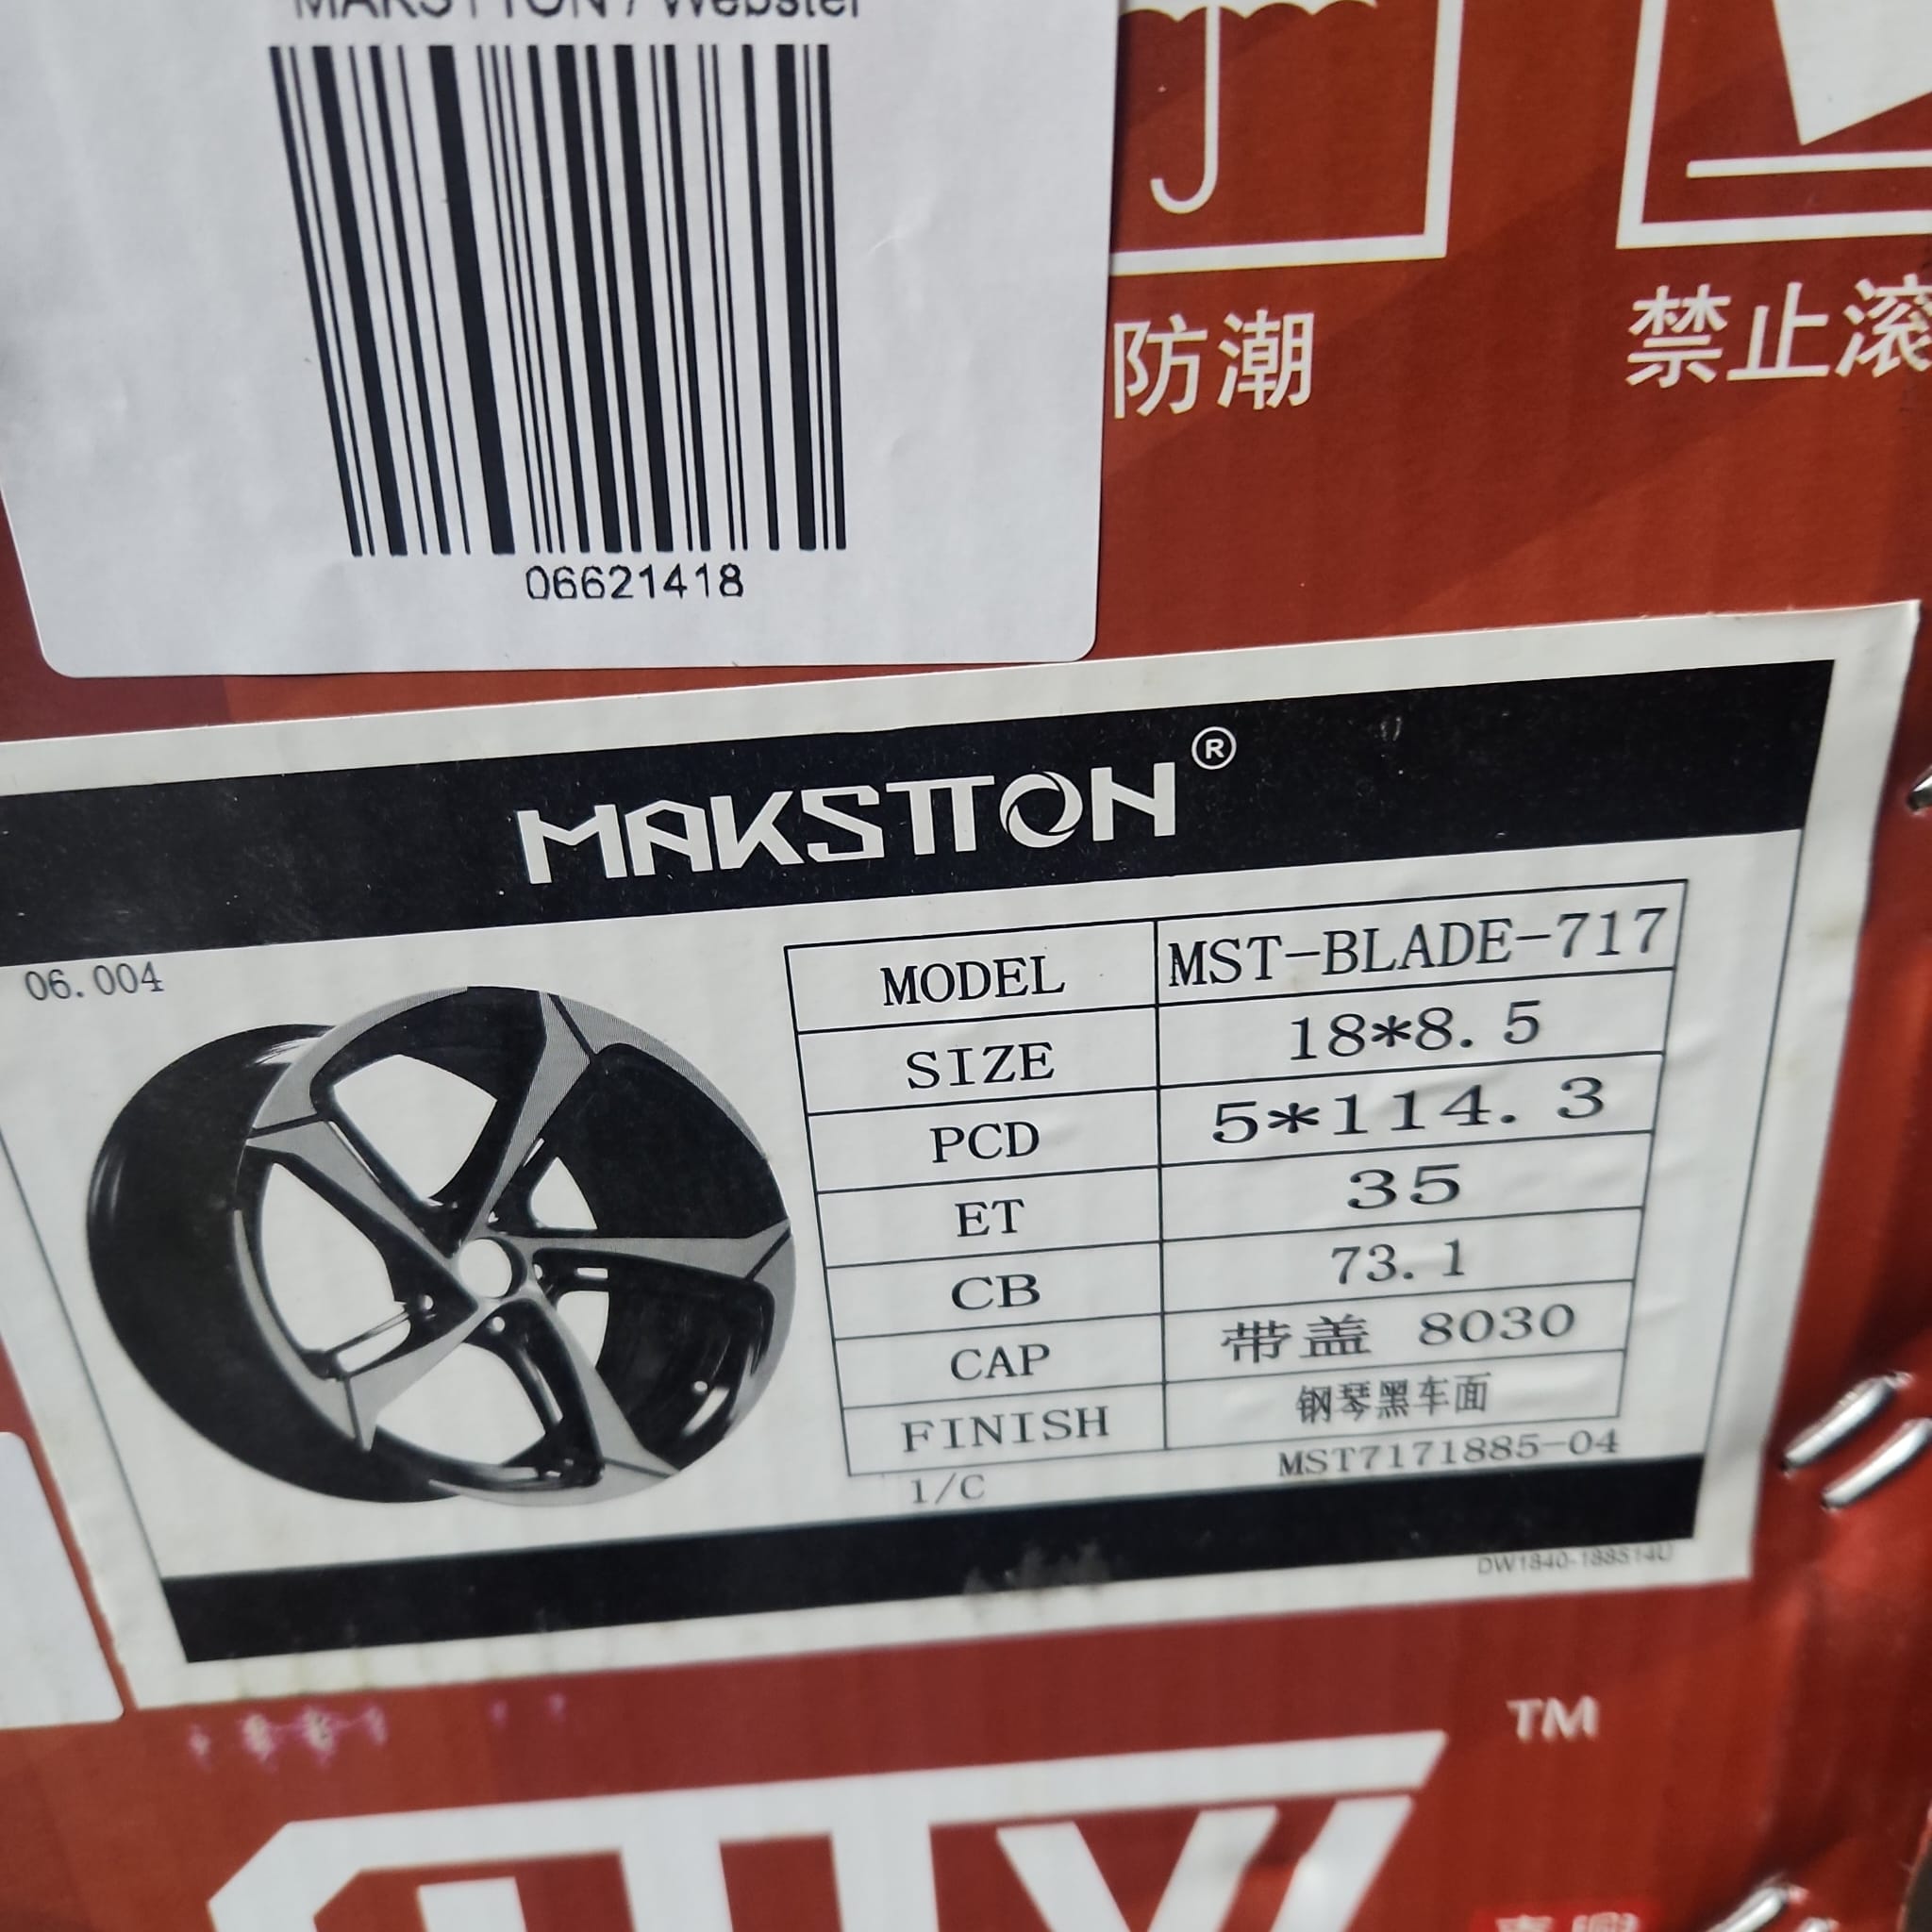 MAKSTTON / Webster
06621418
防潮
禁止滚
MAKSTTON®
06.004
MODEL MST-BLADE-717
SIZE 18*8.5
PCD 5*114.3
ET 35
CB 73.1
CAP 带盖 8030
FINISH 钢琴黑车面
1/C MST7171885-04
DW1840-188514U
TM